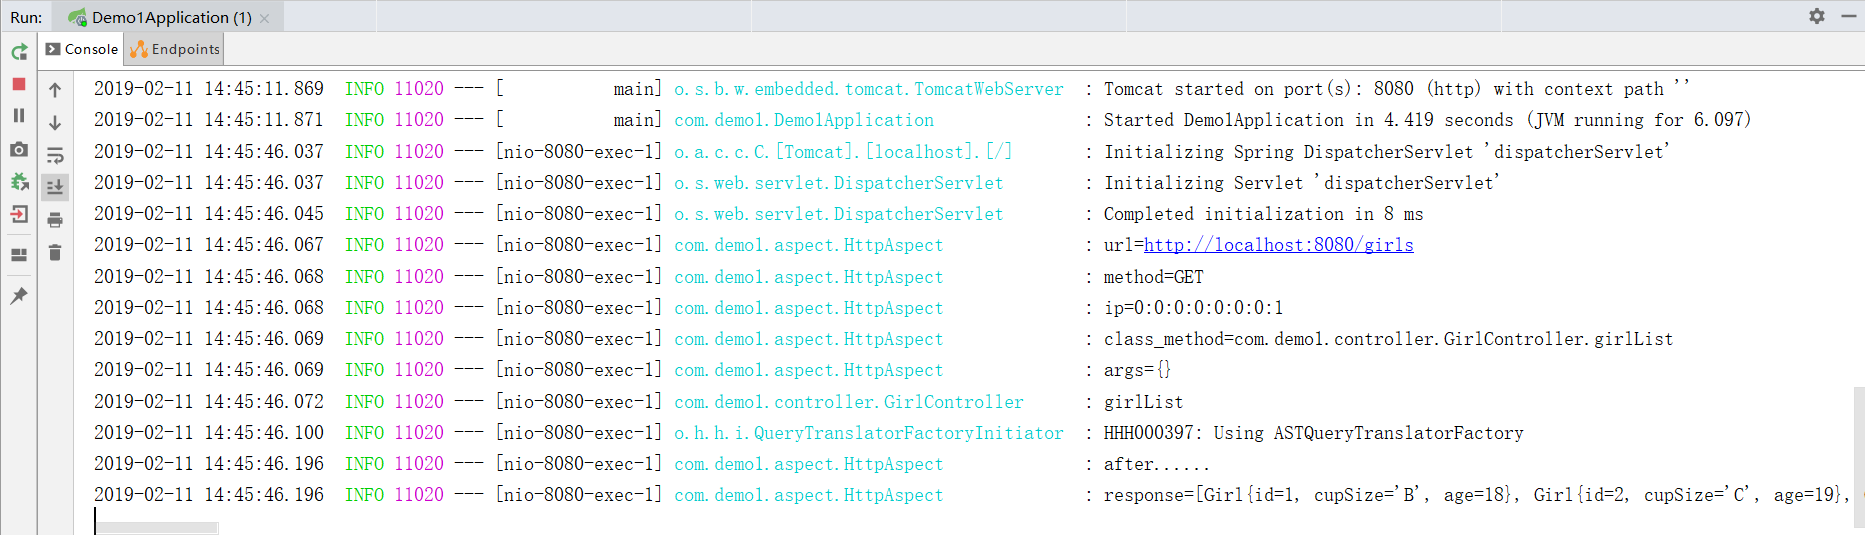 Run: Demo1Application (1) ×
Console Endpoints
2019-02-11 14:45:11.869 INFO 11020 --- [ main] o.s.b.w.embedded.tomcat.TomcatWebServer : Tomcat started on port(s): 8080 (http) with context path ''
2019-02-11 14:45:11.871 INFO 11020 --- [ main] com.demo1.Demo1Application : Started Demo1Application in 4.419 seconds (JVM running for 6.097)
2019-02-11 14:45:46.037 INFO 11020 --- [nio-8080-exec-1] o.a.c.c.C.[Tomcat].[localhost].[/] : Initializing Spring DispatcherServlet 'dispatcherServlet'
2019-02-11 14:45:46.037 INFO 11020 --- [nio-8080-exec-1] o.s.web.servlet.DispatcherServlet : Initializing Servlet 'dispatcherServlet'
2019-02-11 14:45:46.045 INFO 11020 --- [nio-8080-exec-1] o.s.web.servlet.DispatcherServlet : Completed initialization in 8 ms
2019-02-11 14:45:46.067 INFO 11020 --- [nio-8080-exec-1] com.demo1.aspect.HttpAspect : url=http://localhost:8080/girls
2019-02-11 14:45:46.068 INFO 11020 --- [nio-8080-exec-1] com.demo1.aspect.HttpAspect : method=GET
2019-02-11 14:45:46.068 INFO 11020 --- [nio-8080-exec-1] com.demo1.aspect.HttpAspect : ip=0:0:0:0:0:0:0:1
2019-02-11 14:45:46.069 INFO 11020 --- [nio-8080-exec-1] com.demo1.aspect.HttpAspect : class_method=com.demo1.controller.GirlController.girlList
2019-02-11 14:45:46.069 INFO 11020 --- [nio-8080-exec-1] com.demo1.aspect.HttpAspect : args={}
2019-02-11 14:45:46.072 INFO 11020 --- [nio-8080-exec-1] com.demo1.controller.GirlController : girlList
2019-02-11 14:45:46.100 INFO 11020 --- [nio-8080-exec-1] o.h.h.i.QueryTranslatorFactoryInitiator : HHH000397: Using ASTQueryTranslatorFactory
2019-02-11 14:45:46.196 INFO 11020 --- [nio-8080-exec-1] com.demo1.aspect.HttpAspect : after......
2019-02-11 14:45:46.196 INFO 11020 --- [nio-8080-exec-1] com.demo1.aspect.HttpAspect : response=[Girl{id=1, cupSize='B', age=18}, Girl{id=2, cupSize='C', age=19},